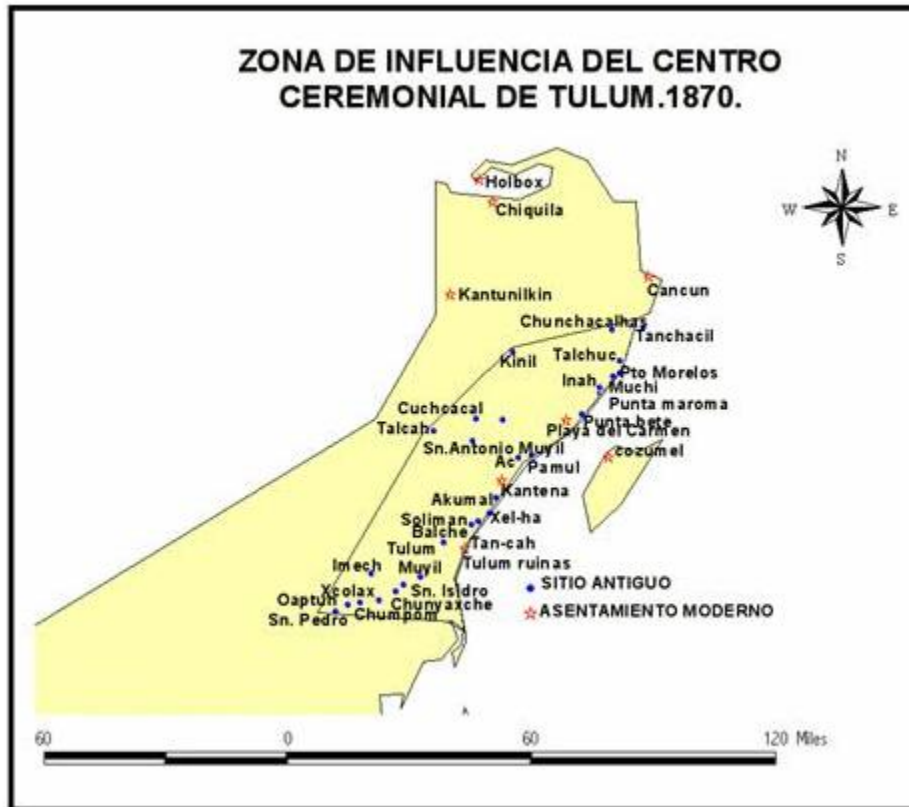 ZONA DE INFLUENCIA DEL CENTRO
CEREMONIAL DE TULUM.1870.
N
W
E
S
Holbox
Chiquila
Kantunilkin
Cancun
Chunchacalhas
Tanchacil
Kinil
Talchuc
Pto Morelos
Inah
Muchi
Punta maroma
Cuchcacal
Punta bete
Talcah
Playa del Carmen
Sn.Antonio Muyil
cozumel
Ac
Pamul
Kantena
Akumal
Xel-ha
Soliman
Balche
Tulum
Tan-cah
Tulum ruinas
Imech
Muyil
SITIO ANTIGUO
Xcolax
Sn. Isidro
Oaptun
Chunyaxche
ASENTAMIENTO MODERNO
Sn. Pedro
Chumpom
60
0
60
120 Miles